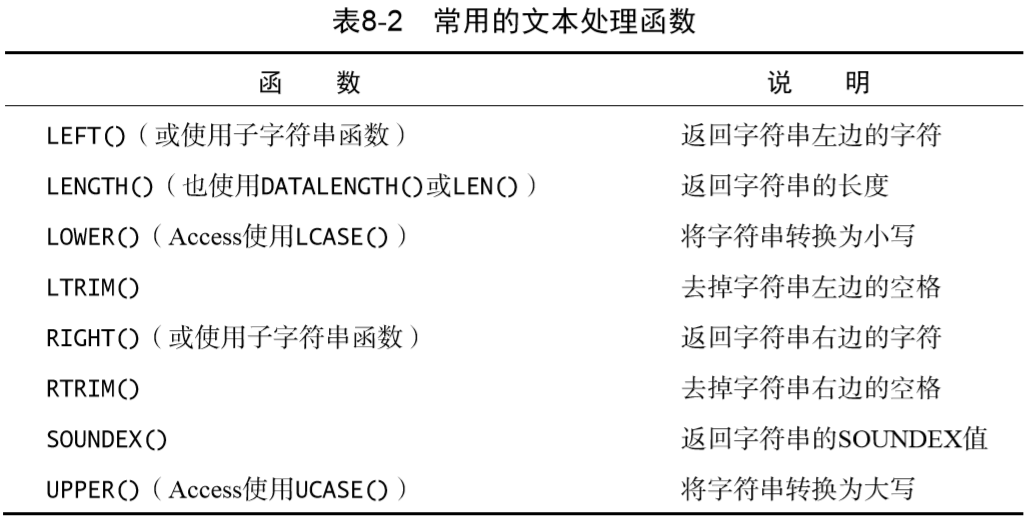 表8-2 常用的文本处理函数
函 数 说 明
LEFT()（或使用子字符串函数） 返回字符串左边的字符
LENGTH()（也使用DATALENGTH()或LEN()） 返回字符串的长度
LOWER()（Access使用LCASE()） 将字符串转换为小写
LTRIM() 去掉字符串左边的空格
RIGHT()（或使用子字符串函数） 返回字符串右边的字符
RTRIM() 去掉字符串右边的空格
SOUNDEX() 返回字符串的SOUNDEX值
UPPER()（Access使用UCASE()） 将字符串转换为大写